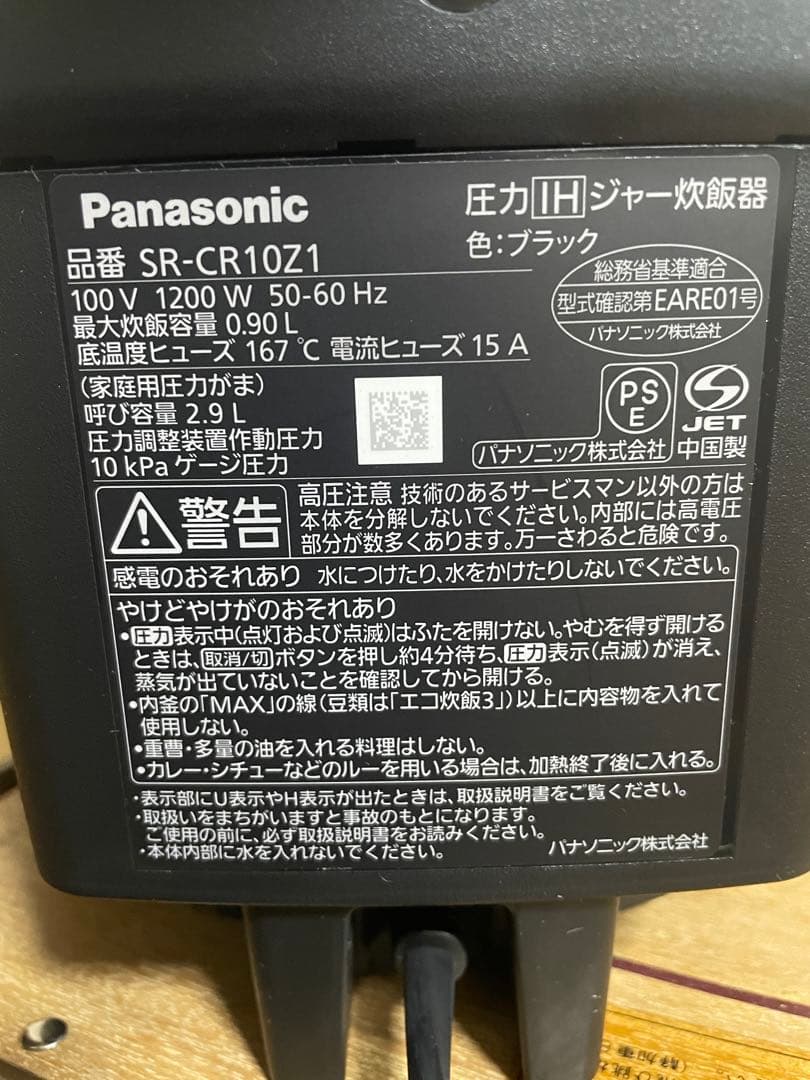 Panasonic
圧力IHジャー炊飯器
品番 SR-CR10Z1
色:ブラック
100 V 1200 W 50-60 Hz
最大炊飯容量 0.90 L
底温度ヒューズ 167 ℃ 電流ヒューズ 15 A
総務省基準適合
型式確認第EARE01号
パナソニック株式会社
(家庭用圧力がま)
呼び容量 2.9 L
圧力調整装置作動圧力
10 kPa ゲージ圧力
PS
E
JET
パナソニック株式会社 中国製
警告
高圧注意 技術のあるサービスマン以外の方は
本体を分解しないでください。内部には高電圧
部分が数多くあります。万一さわると危険です。
感電のおそれあり 水につけたり、水をかけたりしないでください。
やけどやけがのおそれあり
•圧力表示中(点灯および点滅)はふたを開けない。やむを得ず開ける
ときは、取消/切ボタンを押し約4分待ち、圧力表示(点滅)が消え、
蒸気が出ていないことを確認してから開ける。
•内釜の「MAX」の線(豆類は「エコ炊飯3」)以上に内容物を入れて
使用しない。
•重曹・多量の油を入れる料理はしない。
•カレー・シチューなどのルーを用いる場合は、加熱終了後に入れる。
・表示部にU表示やH表示が出たときは、取扱説明書をご覧ください。
・取扱いをまちがいますと事故のもとになります。
ご使用の前に、必ず取扱説明書をお読みください。
・本体内部に水を入れないでください。
パナソニック株式会社